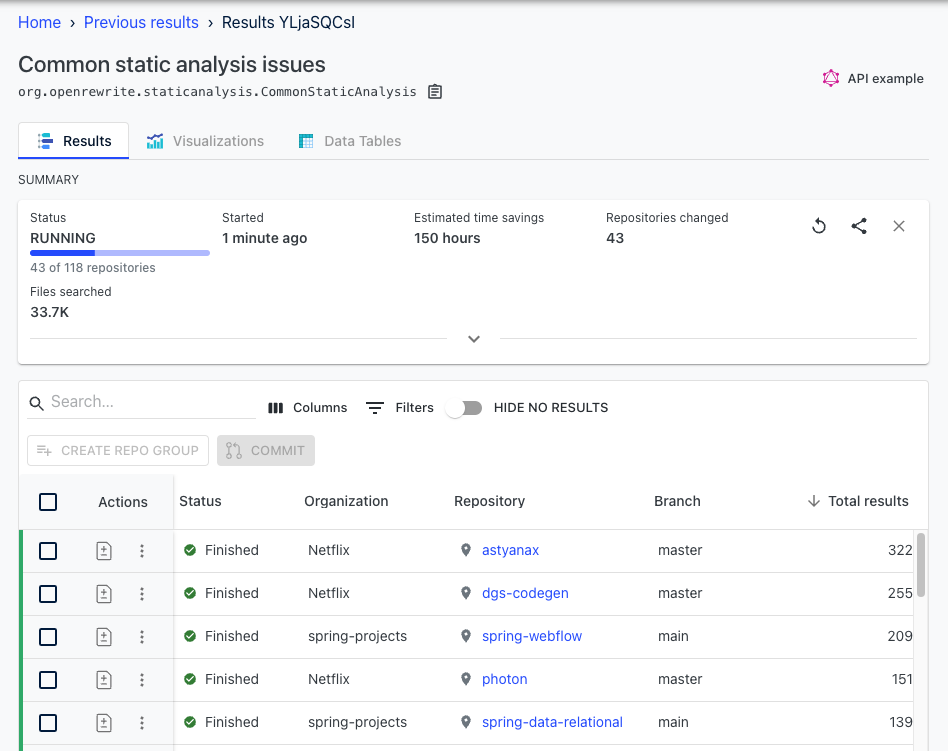 Home › Previous results › Results YLjaSQCsI
Common static analysis issues
org.openrewrite.staticanalysis.CommonStaticAnalysis
API example
Results Visualizations Data Tables
SUMMARY
Status Started Estimated time savings Repositories changed
RUNNING 1 minute ago 150 hours 43
43 of 118 repositories
Files searched
33.7K
Search... Columns Filters HIDE NO RESULTS
CREATE REPO GROUP COMMIT
Actions Status Organization Repository Branch Total results
Finished Netflix astyanax master 322
Finished Netflix dgs-codegen master 255
Finished spring-projects spring-webflow main 209
Finished Netflix photon master 151
Finished spring-projects spring-data-relational main 139